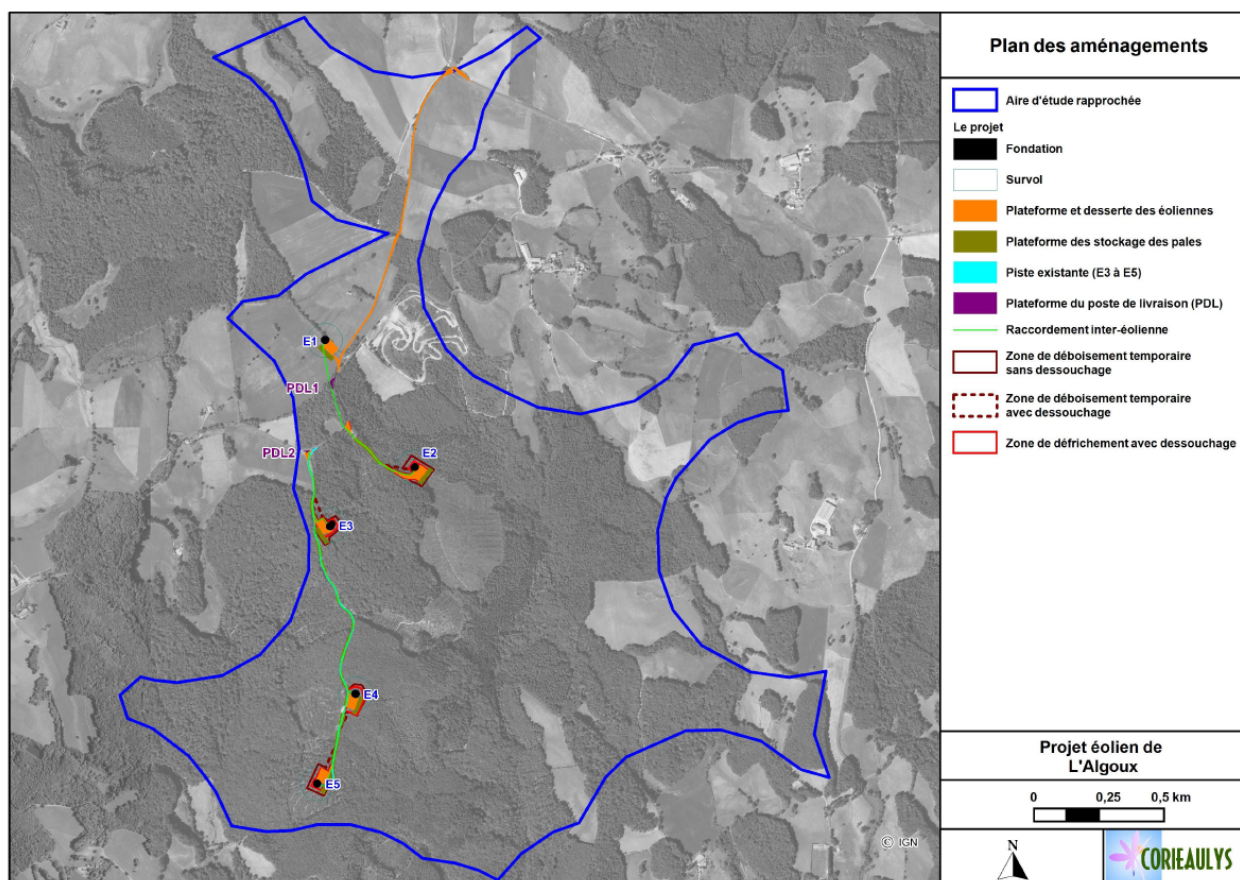 Plan des aménagements
Aire d'étude rapprochée
Le projet
Fondation
Survol
Plateforme et desserte des éoliennes
Plateforme des stockage des pales
Piste existante (E3 à E5)
Plateforme du poste de livraison (PDL)
Raccordement inter-éolienne
Zone de déboisement temporaire
sans dessouchage
Zone de déboisement temporaire
avec dessouchage
Zone de défrichement avec dessouchage
E1
PDL1
PDL2
E2
E3
E4
E5
© IGN
Projet éolien de
L'Algoux
0 0,25 0,5 km
N
CORIEAULYS